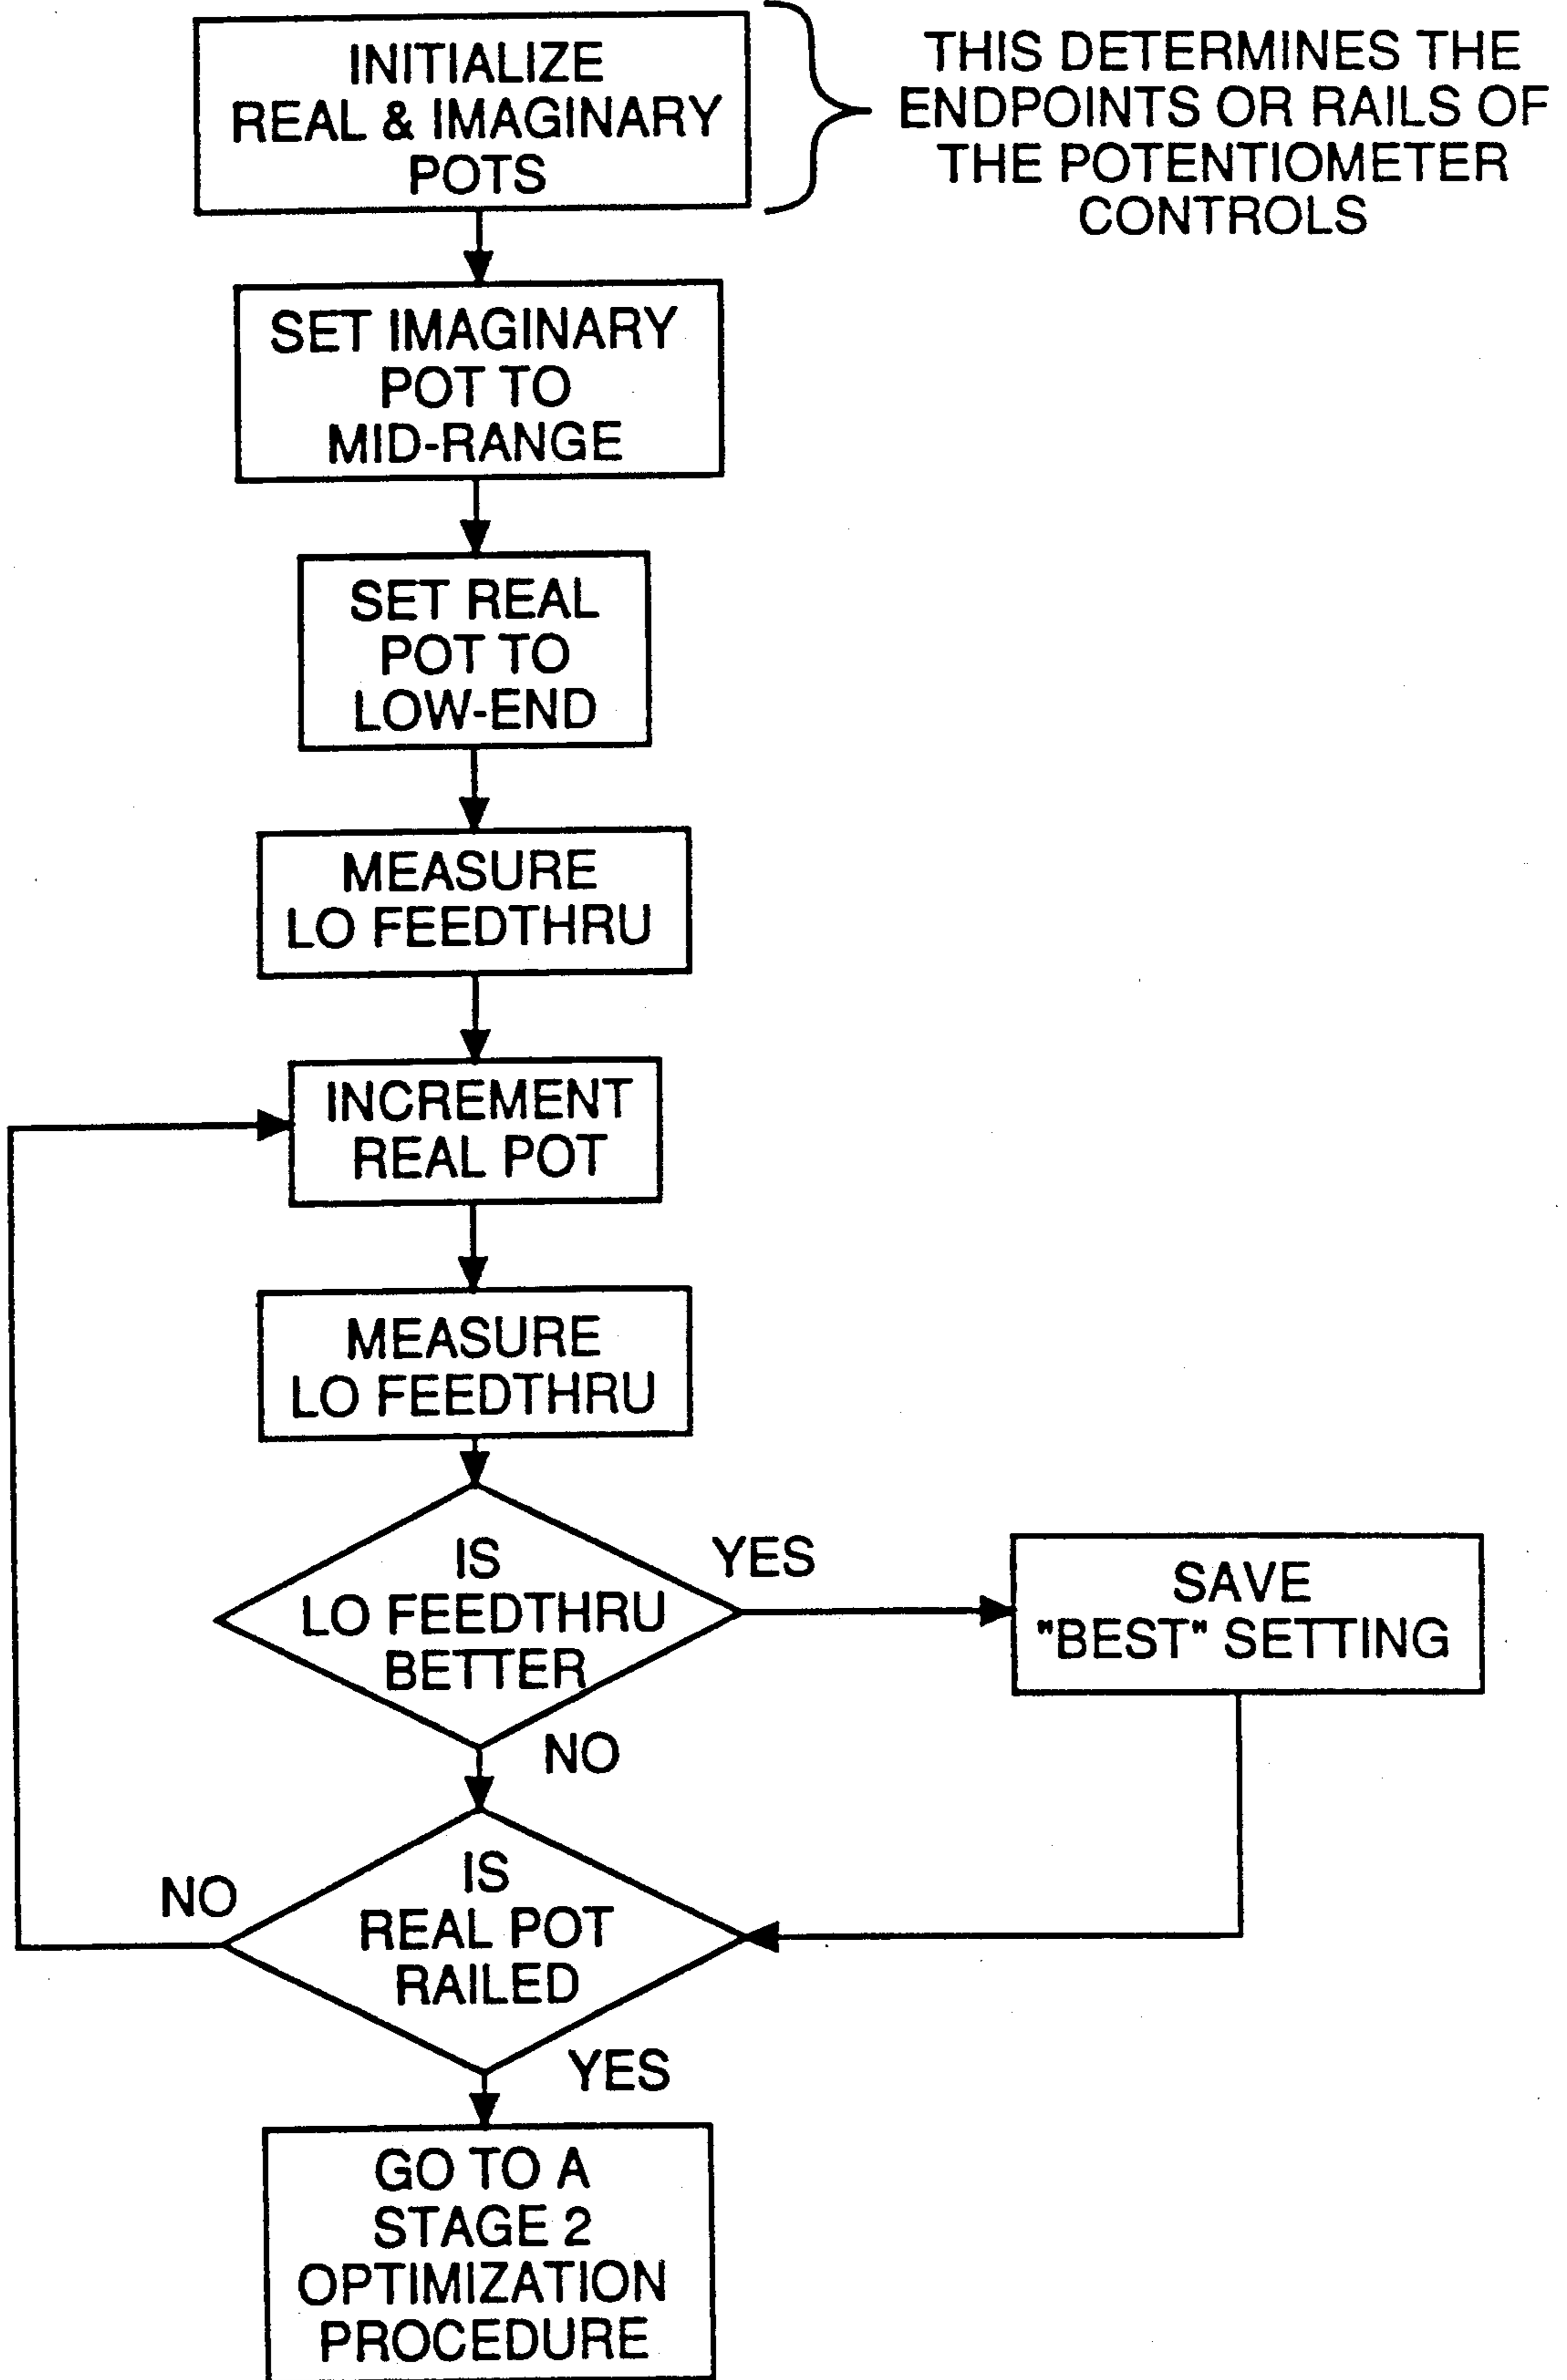 INITIALIZE
REAL & IMAGINARY
POTS
THIS DETERMINES THE
ENDPOINTS OR RAILS OF
THE POTENTIOMETER
CONTROLS
SET IMAGINARY
POT TO
MID-RANGE
SET REAL
POT TO
LOW-END
MEASURE
LO FEEDTHRU
INCREMENT
REAL POT
MEASURE
LO FEEDTHRU
IS
LO FEEDTHRU
BETTER
YES
SAVE
"BEST" SETTING
NO
IS
REAL POT
RAILED
NO
YES
GO TO A
STAGE 2
OPTIMIZATION
PROCEDURE